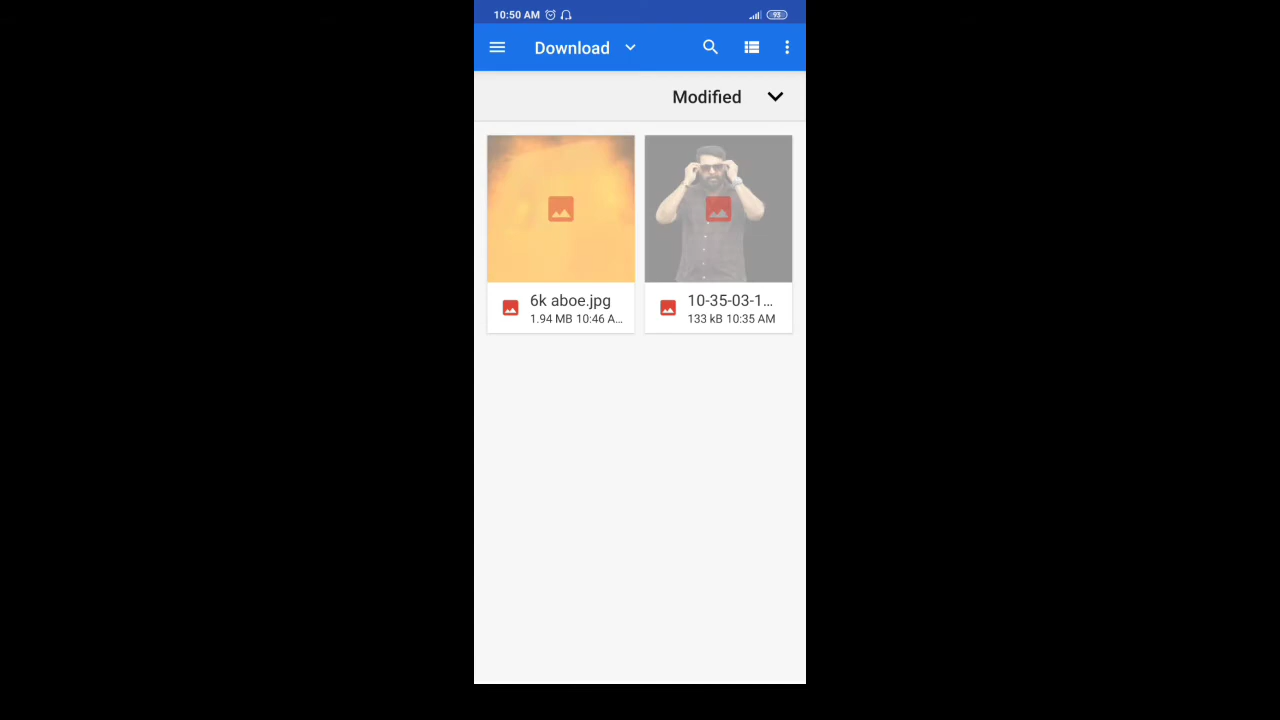 10:50 AM
93
Download
Modified
6k aboe.jpg
1.94 MB 10:46 A...
10-35-03-1...
133 kB 10:35 AM